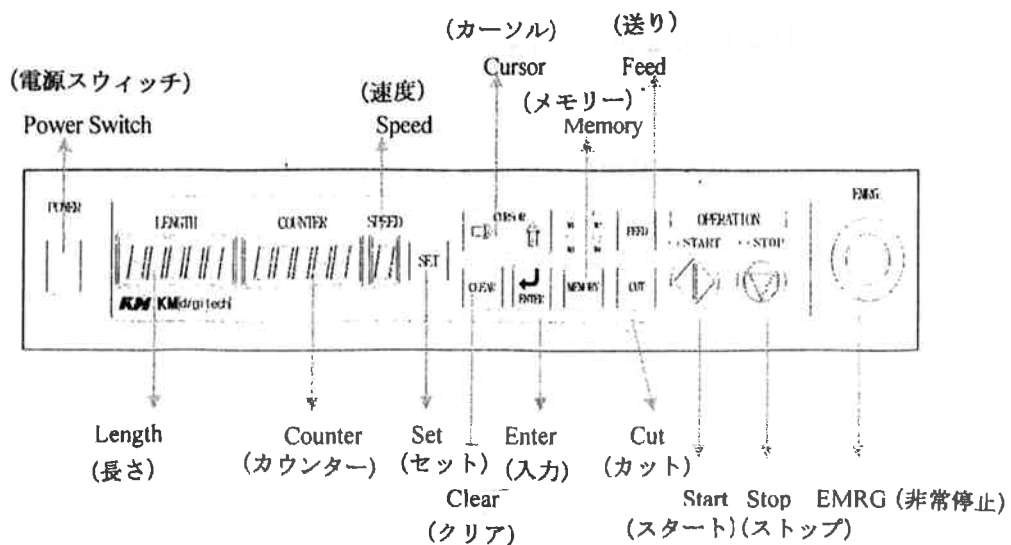 (カーソル)
Cursor
(送り)
Feed
(電源スウィッチ)
Power Switch
(速度)
Speed
(メモリー)
Memory
POWER
LENGTH
COUNTER
SPEED
SET
CURSOR
CLEAR
ENTER
MEMORY
FEED
CUT
OPERATION
START
STOP
EMRG.
KM KM digitech
Length
(長さ)
Counter
(カウンター)
Set
(セット)
Enter
(入力)
Cut
(カット)
Clear
(クリア)
Start
(スタート)
Stop
(ストップ)
EMRG (非常停止)